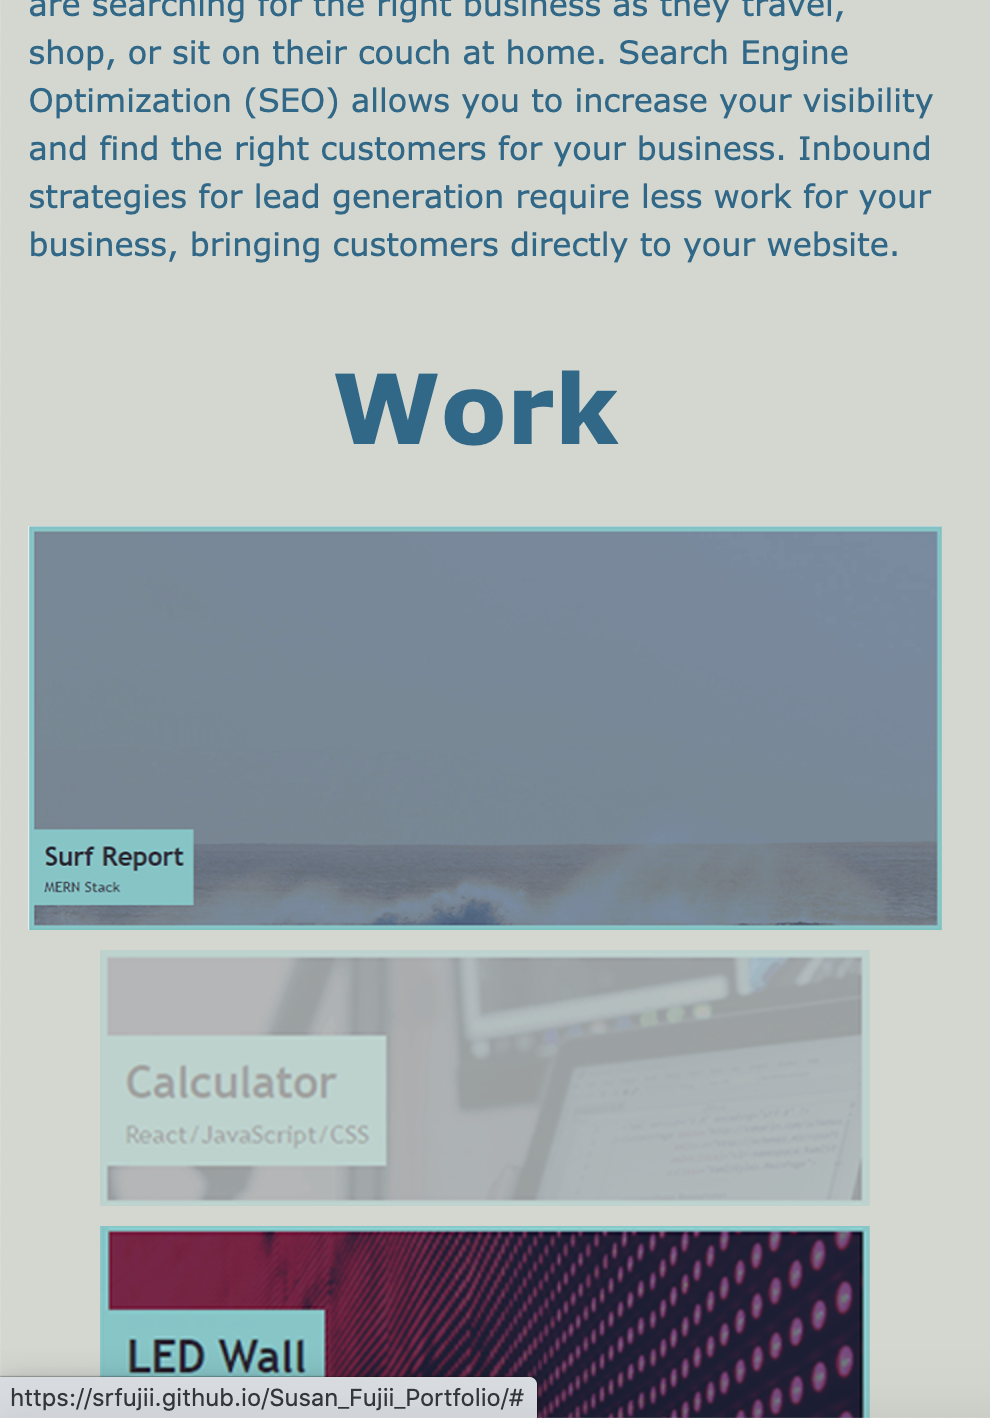 are searching for the right business as they travel,
shop, or sit on their couch at home. Search Engine
Optimization (SEO) allows you to increase your visibility
and find the right customers for your business. Inbound
strategies for lead generation require less work for your
business, bringing customers directly to your website.
Work
Surf Report
MERN Stack
Calculator
React/JavaScript/CSS
LED Wall
https://srfujii.github.io/Susan_Fujii_Portfolio/#